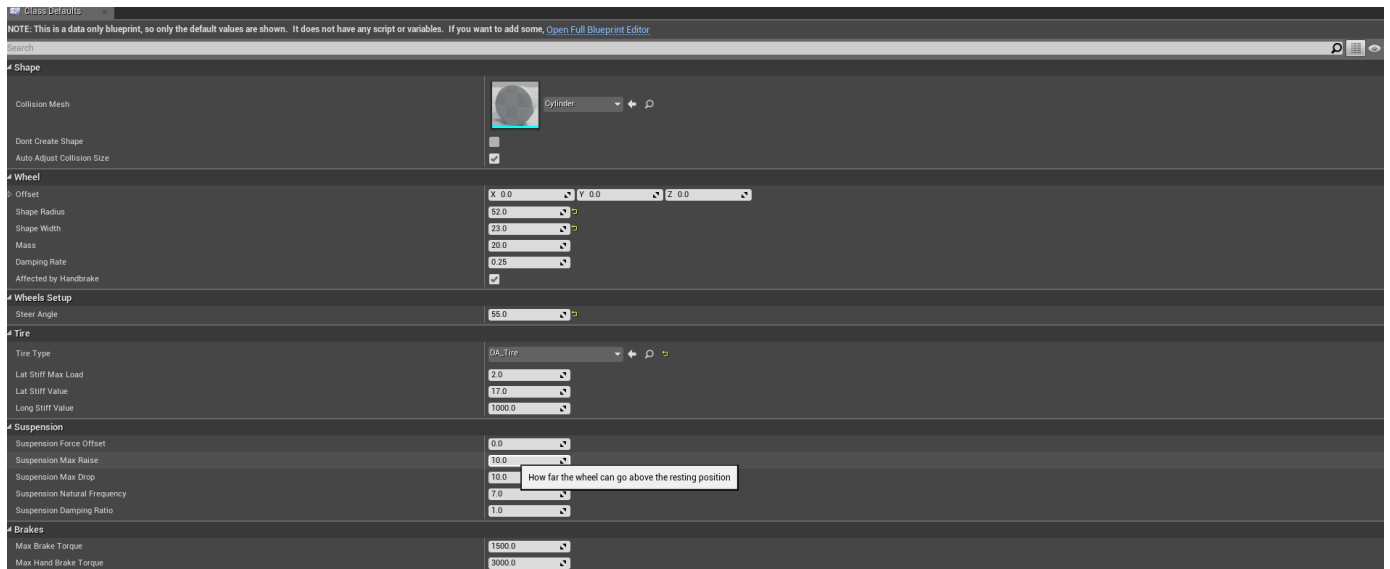 Class Defaults
NOTE: This is a data only blueprint, so only the default values are shown. It does not have any script or variables. If you want to add some, Open Full Blueprint Editor
Search
Shape
Collision Mesh Cylinder
Dont Create Shape
Auto Adjust Collision Size
Wheel
Offset X 0.0 Y 0.0 Z 0.0
Shape Radius 52.0
Shape Width 23.0
Mass 20.0
Damping Rate 0.25
Affected by Handbrake
Wheels Setup
Steer Angle 55.0
Tire
Tire Type DA_Tire
Lat Stiff Max Load 2.0
Lat Stiff Value 17.0
Long Stiff Value 1000.0
Suspension
Suspension Force Offset 0.0
Suspension Max Raise 10.0
Suspension Max Drop 10.0
How far the wheel can go above the resting position
Suspension Natural Frequency 7.0
Suspension Damping Ratio 1.0
Brakes
Max Brake Torque 1500.0
Max Hand Brake Torque 3000.0